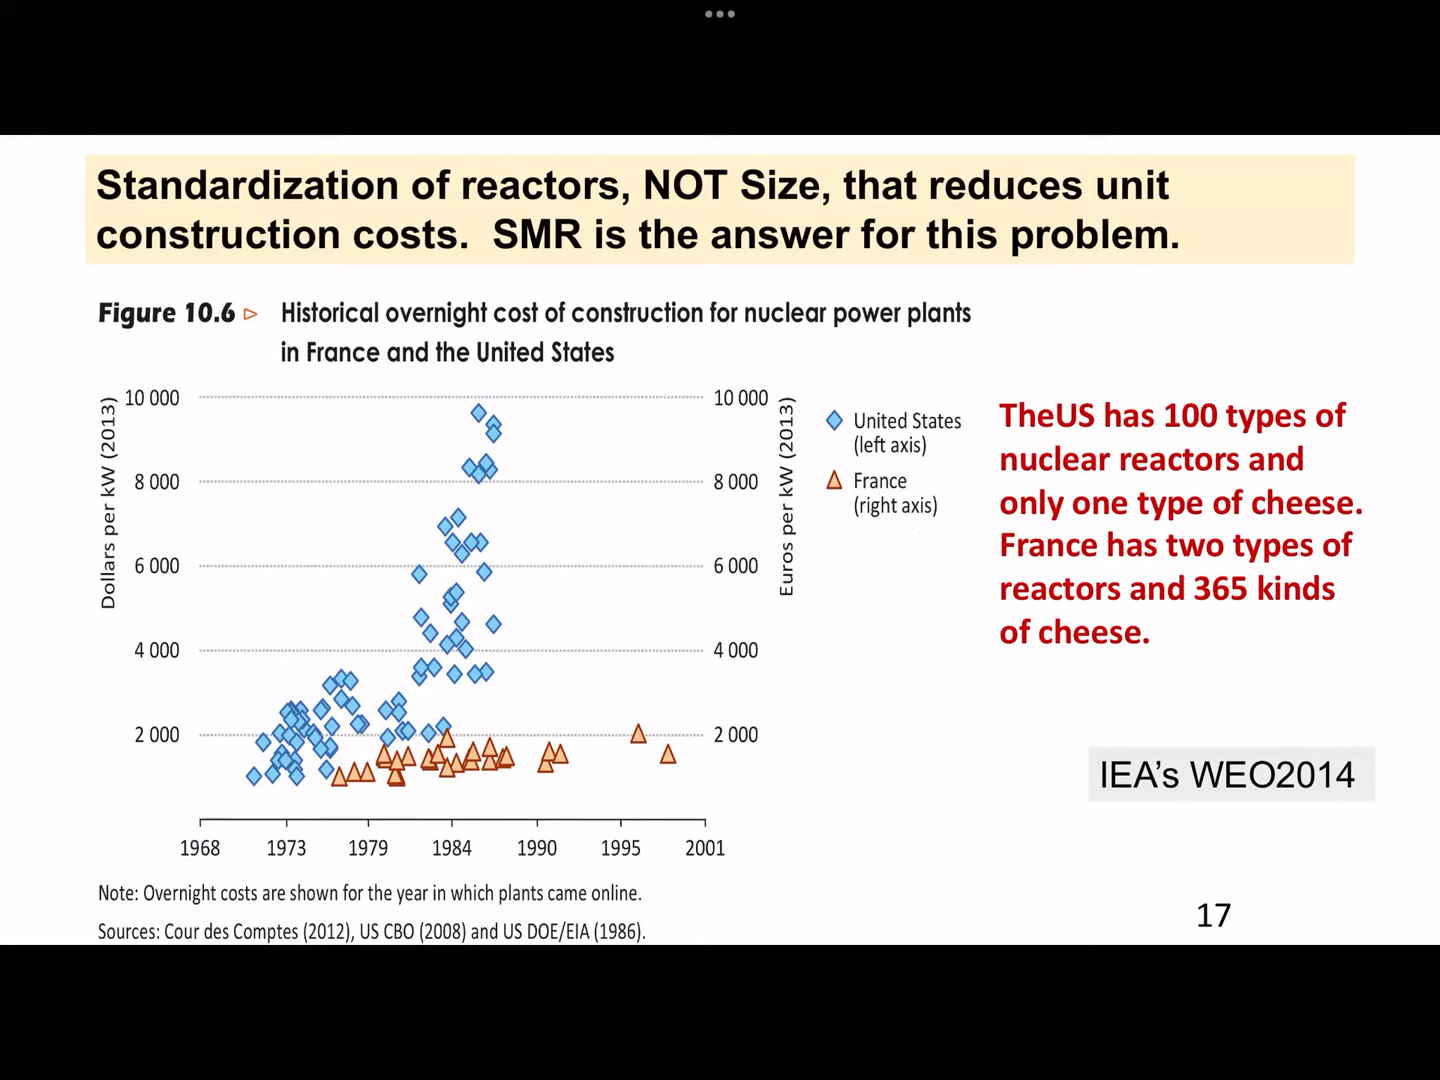 Standardization of reactors, NOT Size, that reduces unit
construction costs.  SMR is the answer for this problem.
Figure 10.6 ▷ Historical overnight cost of construction for nuclear power plants
in France and the United States
Dollars per kW (2013)
10 000
8 000
6 000
4 000
2 000
10 000
8 000
6 000
4 000
2 000
Euros per kW (2013)
1968 1973 1979 1984 1990 1995 2001
United States
(left axis)
France
(right axis)
TheUS has 100 types of
nuclear reactors and
only one type of cheese.
France has two types of
reactors and 365 kinds
of cheese.
IEA’s WEO2014
Note: Overnight costs are shown for the year in which plants came online.
Sources: Cour des Comptes (2012), US CBO (2008) and US DOE/EIA (1986).
17